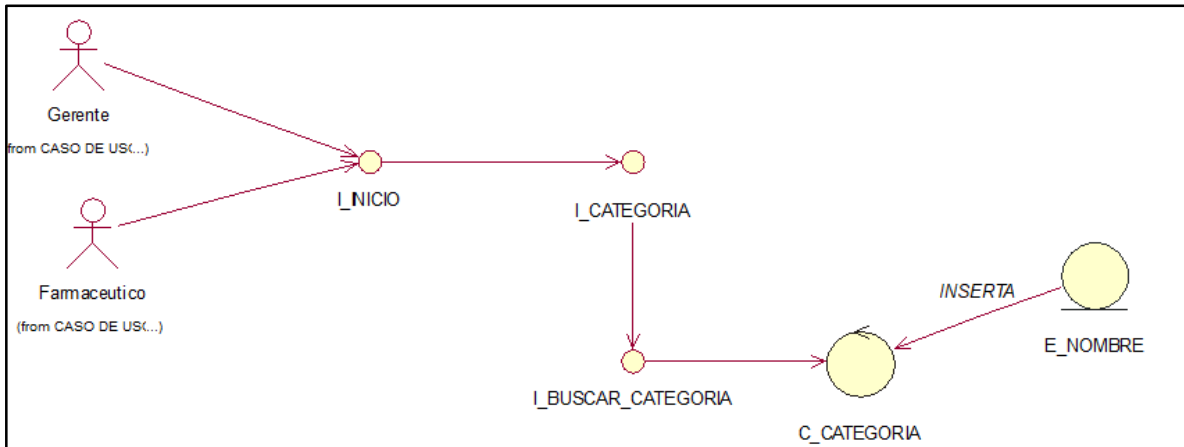 Gerente
(from CASO DE US(...)
I_INICIO
I_CATEGORIA
Farmaceutico
(from CASO DE US(...)
INSERTA
E_NOMBRE
I_BUSCAR_CATEGORIA
C_CATEGORIA